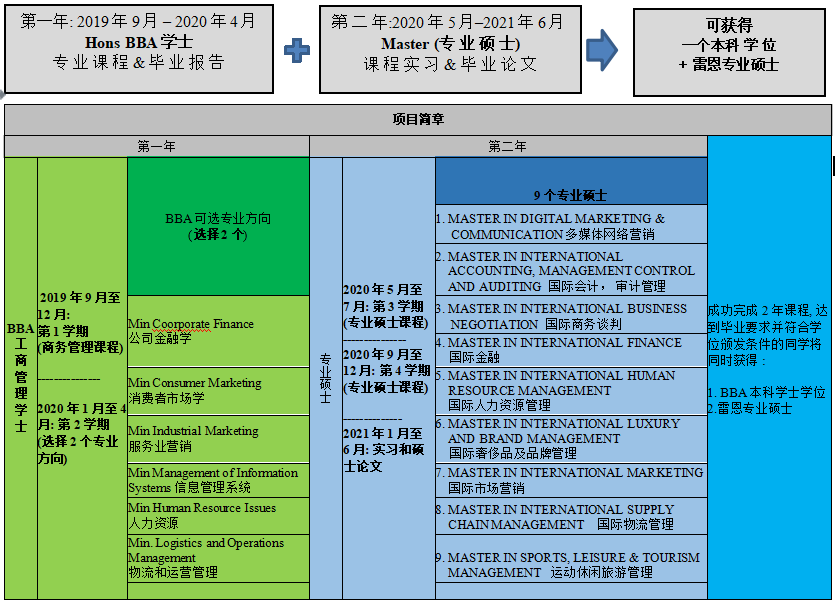 第一年: 2019 年 9月 – 2020 年 4月
Hons BBA 学士
专业课程 & 毕业报告
第二年:2020 年 5月–2021年 6月
Master (专业硕士)
课程实习 & 毕业论文
可获得
一个本科学位
+ 雷恩专业硕士
项目简章
第一年
第二年
BBA
工
商
管
理
学
士
2019 年 9 月至
12 月:
第 1 学期
(商务管理课程)
---------------
2020 年 1 月至 4
月: 第 2 学期
(选择 2 个专业
方向)
BBA 可选专业方向
(选择 2 个)
Min Coorporate Finance
公司金融学
Min Consumer Marketing
消费者市场学
Min Industrial Marketing
服务业营销
Min Management of Information
Systems 信息管理系统
Min Human Resource Issues
人力资源
Min. Logistics and Operations
Management
物流和运营管理
专
业
硕
士
2020 年 5 月至
7 月: 第 3 学期
(专业硕士课程)
---------------
2020 年 9 月至
12 月: 第 4 学期
(专业硕士课程)
--------------
2021 年 1 月至
6 月: 实习和硕
士论文
9 个专业硕士
1. MASTER IN DIGITAL MARKETING &
COMMUNICATION 多媒体网络营销
2. MASTER IN INTERNATIONAL
ACCOUNTING, MANAGEMENT CONTROL
AND AUDITING 国际会计，审计管理
3. MASTER IN INTERNATIONAL BUSINESS
NEGOTIATION 国际商务谈判
4. MASTER IN INTERNATIONAL FINANCE
国际金融
5. MASTER IN INTERNATIONAL HUMAN
RESOURCE MANAGEMENT
国际人力资源管理
6. MASTER IN INTERNATIONAL LUXURY
AND BRAND MANAGEMENT
国际奢侈品及品牌管理
7. MASTER IN INTERNATIONAL MARKETING
国际市场营销
8. MASTER IN INTERNATIONAL SUPPLY
CHAIN MANAGEMENT 国际物流管理
9. MASTER IN SPORTS, LEISURE & TOURISM
MANAGEMENT 运动休闲旅游管理
成功完成 2 年课程, 达
到毕业要求并符合学
位颁发条件的同学将
同时获得：
1. BBA 本科学士学位
2.雷恩专业硕士